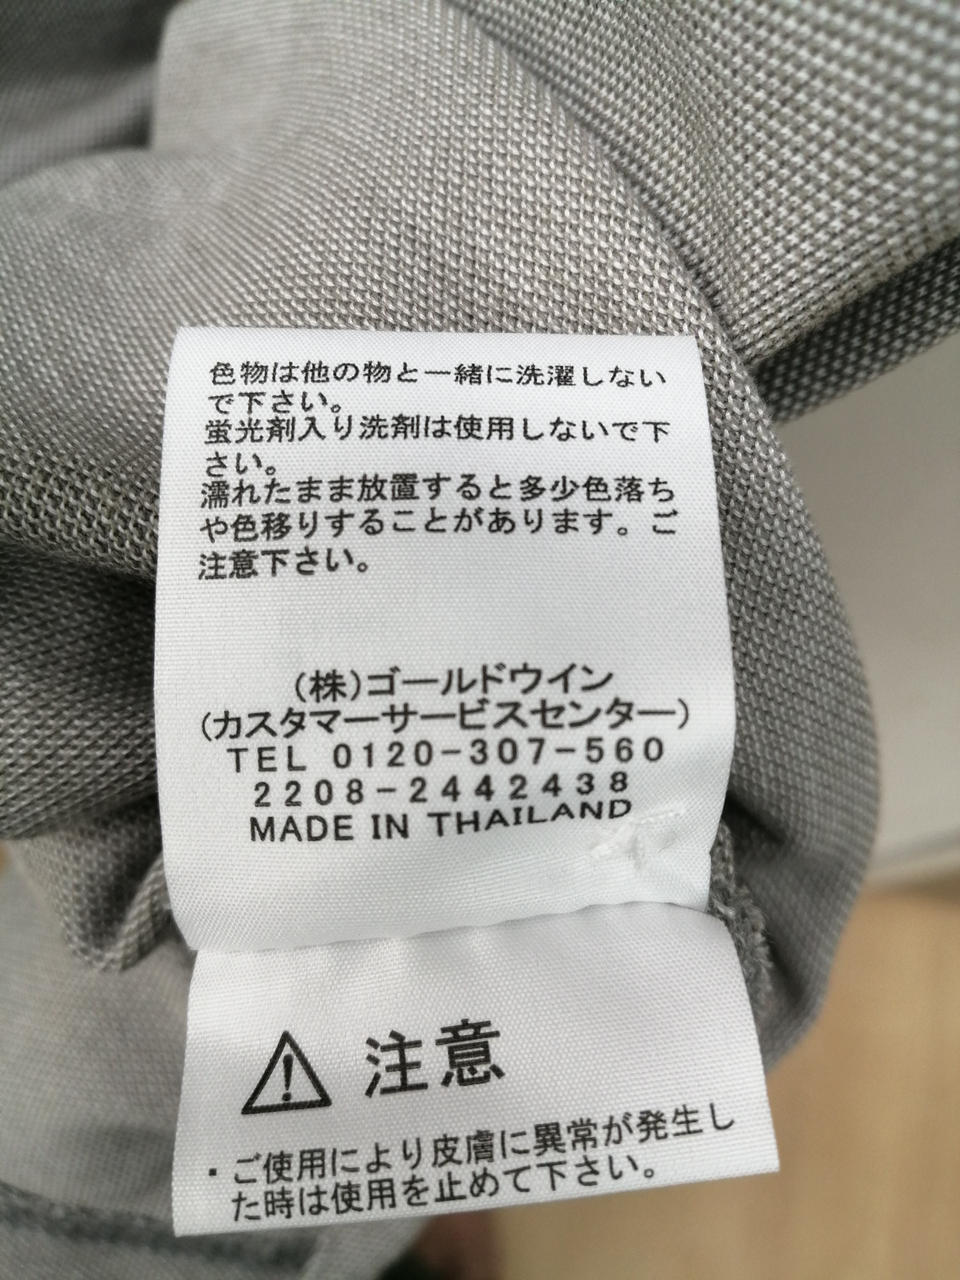 色物は他の物と一緒に洗濯しない
で下さい。
蛍光剤入り洗剤は使用しないで下
さい。
濡れたまま放置すると多少色落ち
や色移りすることがあります。ご
注意下さい。
(株)ゴールドウイン
(カスタマーサービスセンター)
TEL 0120-307-560
2208-2442438
MADE IN THAILAND
注意
・ご使用により皮膚に異常が発生し
た時は使用を止めて下さい。